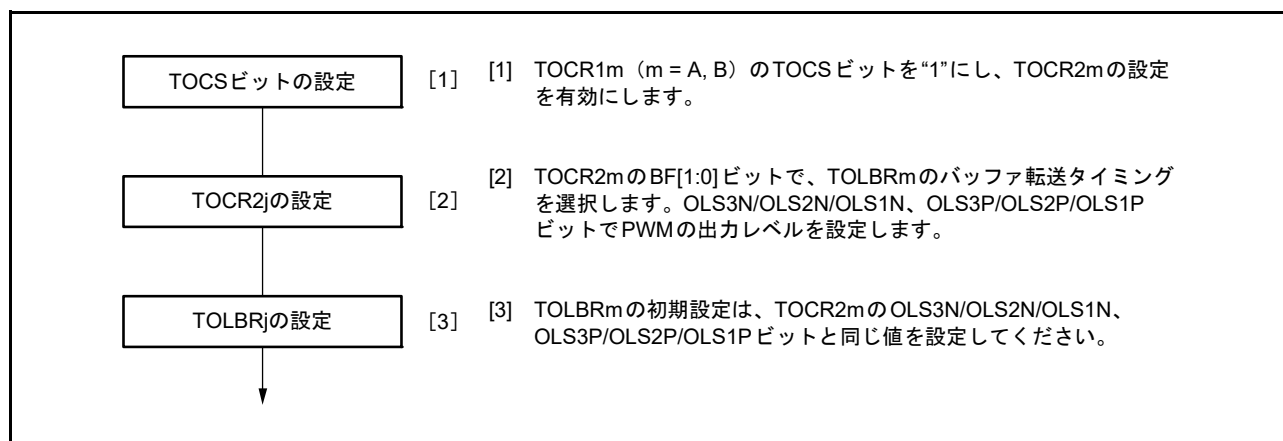 TOCSビットの設定 [1] [1] TOCR1m(m = A, B)のTOCSビットを“1”にし、TOCR2mの設定
を有効にします。
TOCR2jの設定 [2] [2] TOCR2mのBF[1:0]ビットで、TOLBRmのバッファ転送タイミング
を選択します。OLS3N/OLS2N/OLS1N、OLS3P/OLS2P/OLS1P
ビットでPWMの出力レベルを設定します。
TOLBRjの設定 [3] [3] TOLBRmの初期設定は、TOCR2mのOLS3N/OLS2N/OLS1N、
OLS3P/OLS2P/OLS1Pビットと同じ値を設定してください。